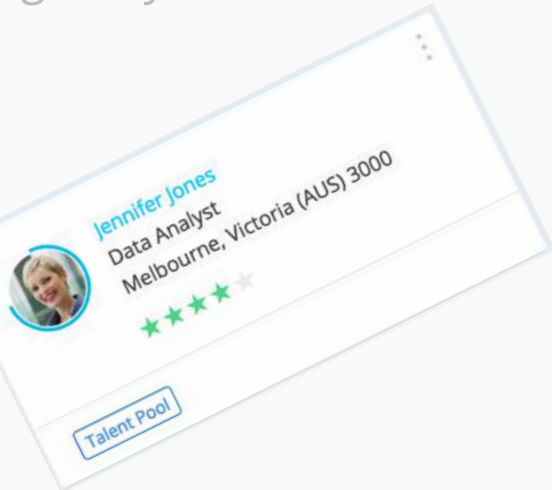 Jennifer Jones
Data Analyst
Melbourne, Victoria (AUS) 3000
Talent Pool